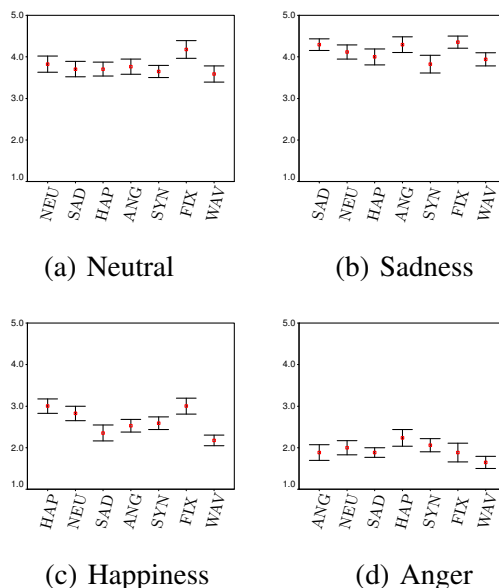 5.0
4.0
3.0
2.0
1.0
NEU SAD HAP ANG SYN FIX WAV
(a) Neutral
5.0
4.0
3.0
2.0
1.0
SAD NEU HAP ANG SYN FIX WAV
(b) Sadness
5.0
4.0
3.0
2.0
1.0
HAP NEU SAD ANG SYN FIX WAV
(c) Happiness
5.0
4.0
3.0
2.0
1.0
ANG NEU SAD HAP SYN FIX WAV
(d) Anger